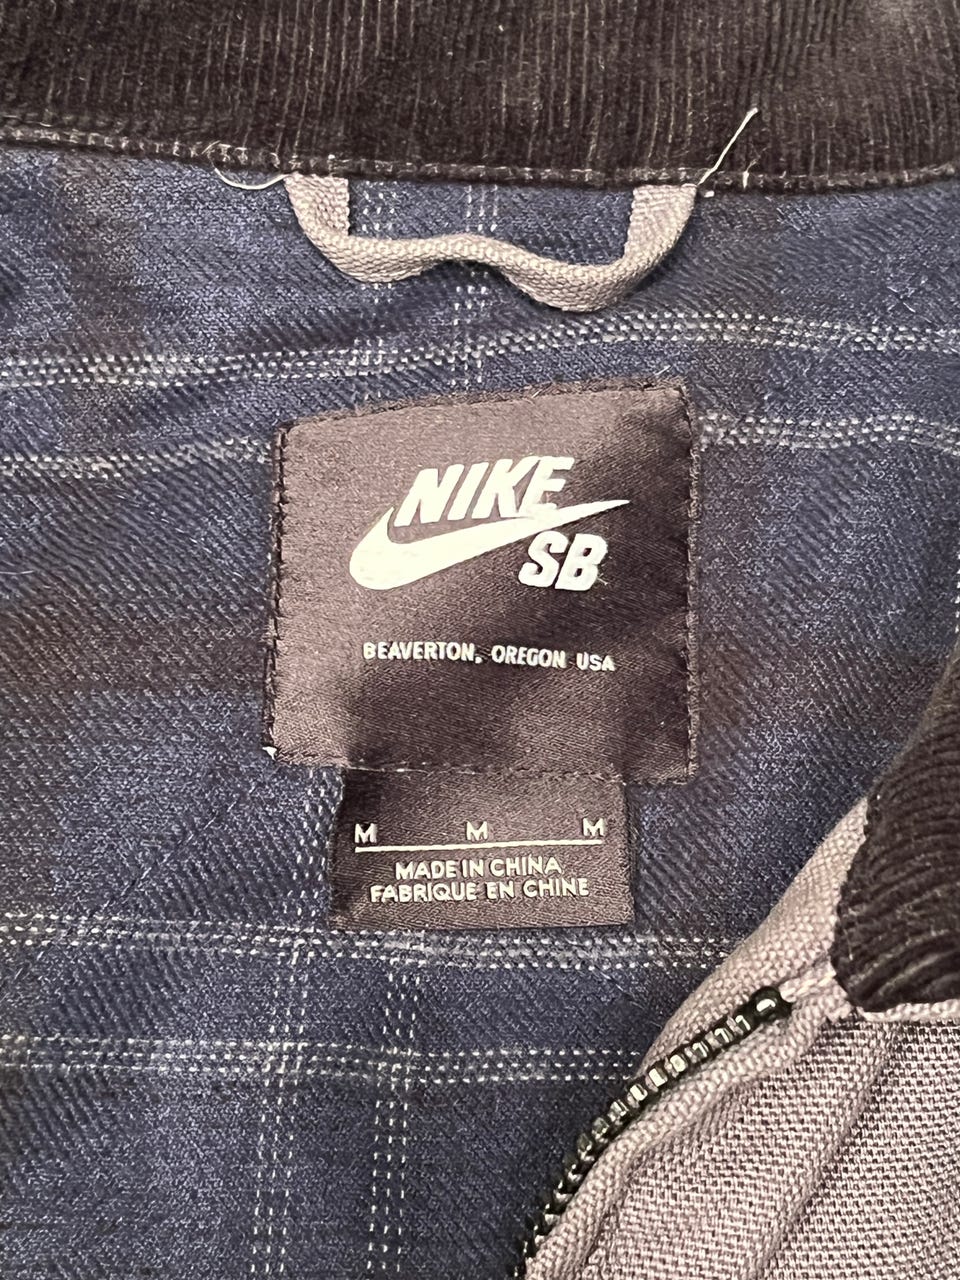 NIKE
SB
BEAVERTON, OREGON USA
M M M
MADE IN CHINA
FABRIQUE EN CHINE